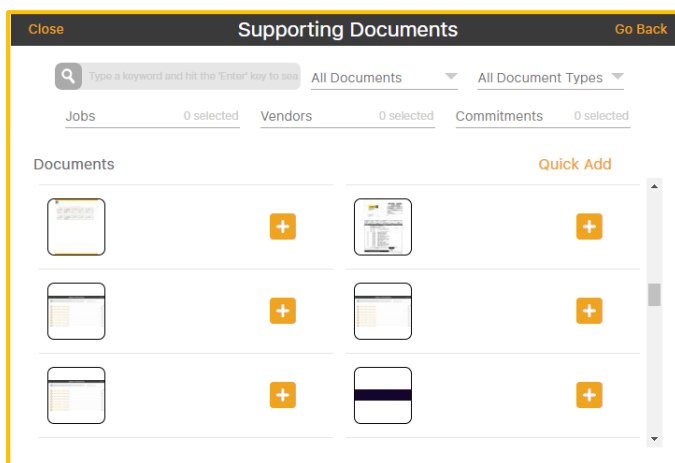 Close Supporting Documents Go Back
Type a keyword and hit the 'Enter' key to sea All Documents All Document Types
Jobs 0 selected Vendors 0 selected Commitments 0 selected
Documents Quick Add